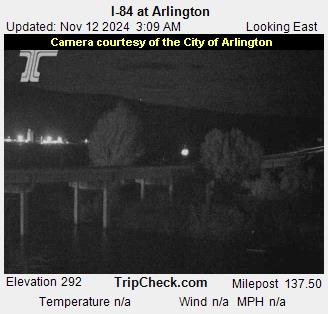 I-84 at Arlington
Updated: Nov 12 2024 3:09 AM Looking East
Camera courtesy of the City of Arlington
Elevation 292 TripCheck.com Milepost 137.50
Temperature n/a Wind n/a MPH n/a